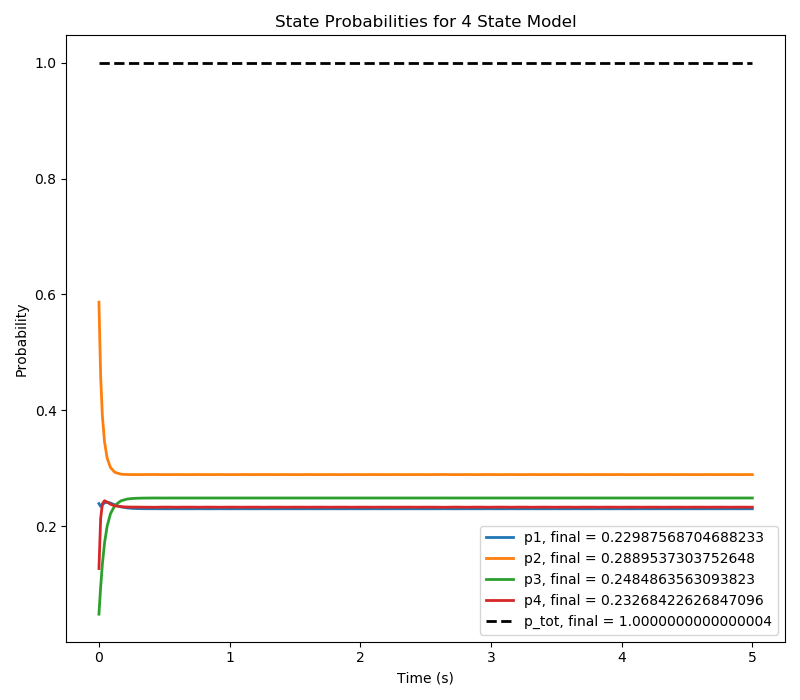 State Probabilities for 4 State Model
Probability
1.0
0.8
0.6
0.4
0.2
p1, final = 0.22987568704688233
p2, final = 0.2889537303752648
p3, final = 0.2484863563093823
p4, final = 0.23268422626847096
p_tot, final = 1.0000000000000004
0 1 2 3 4 5
Time (s)